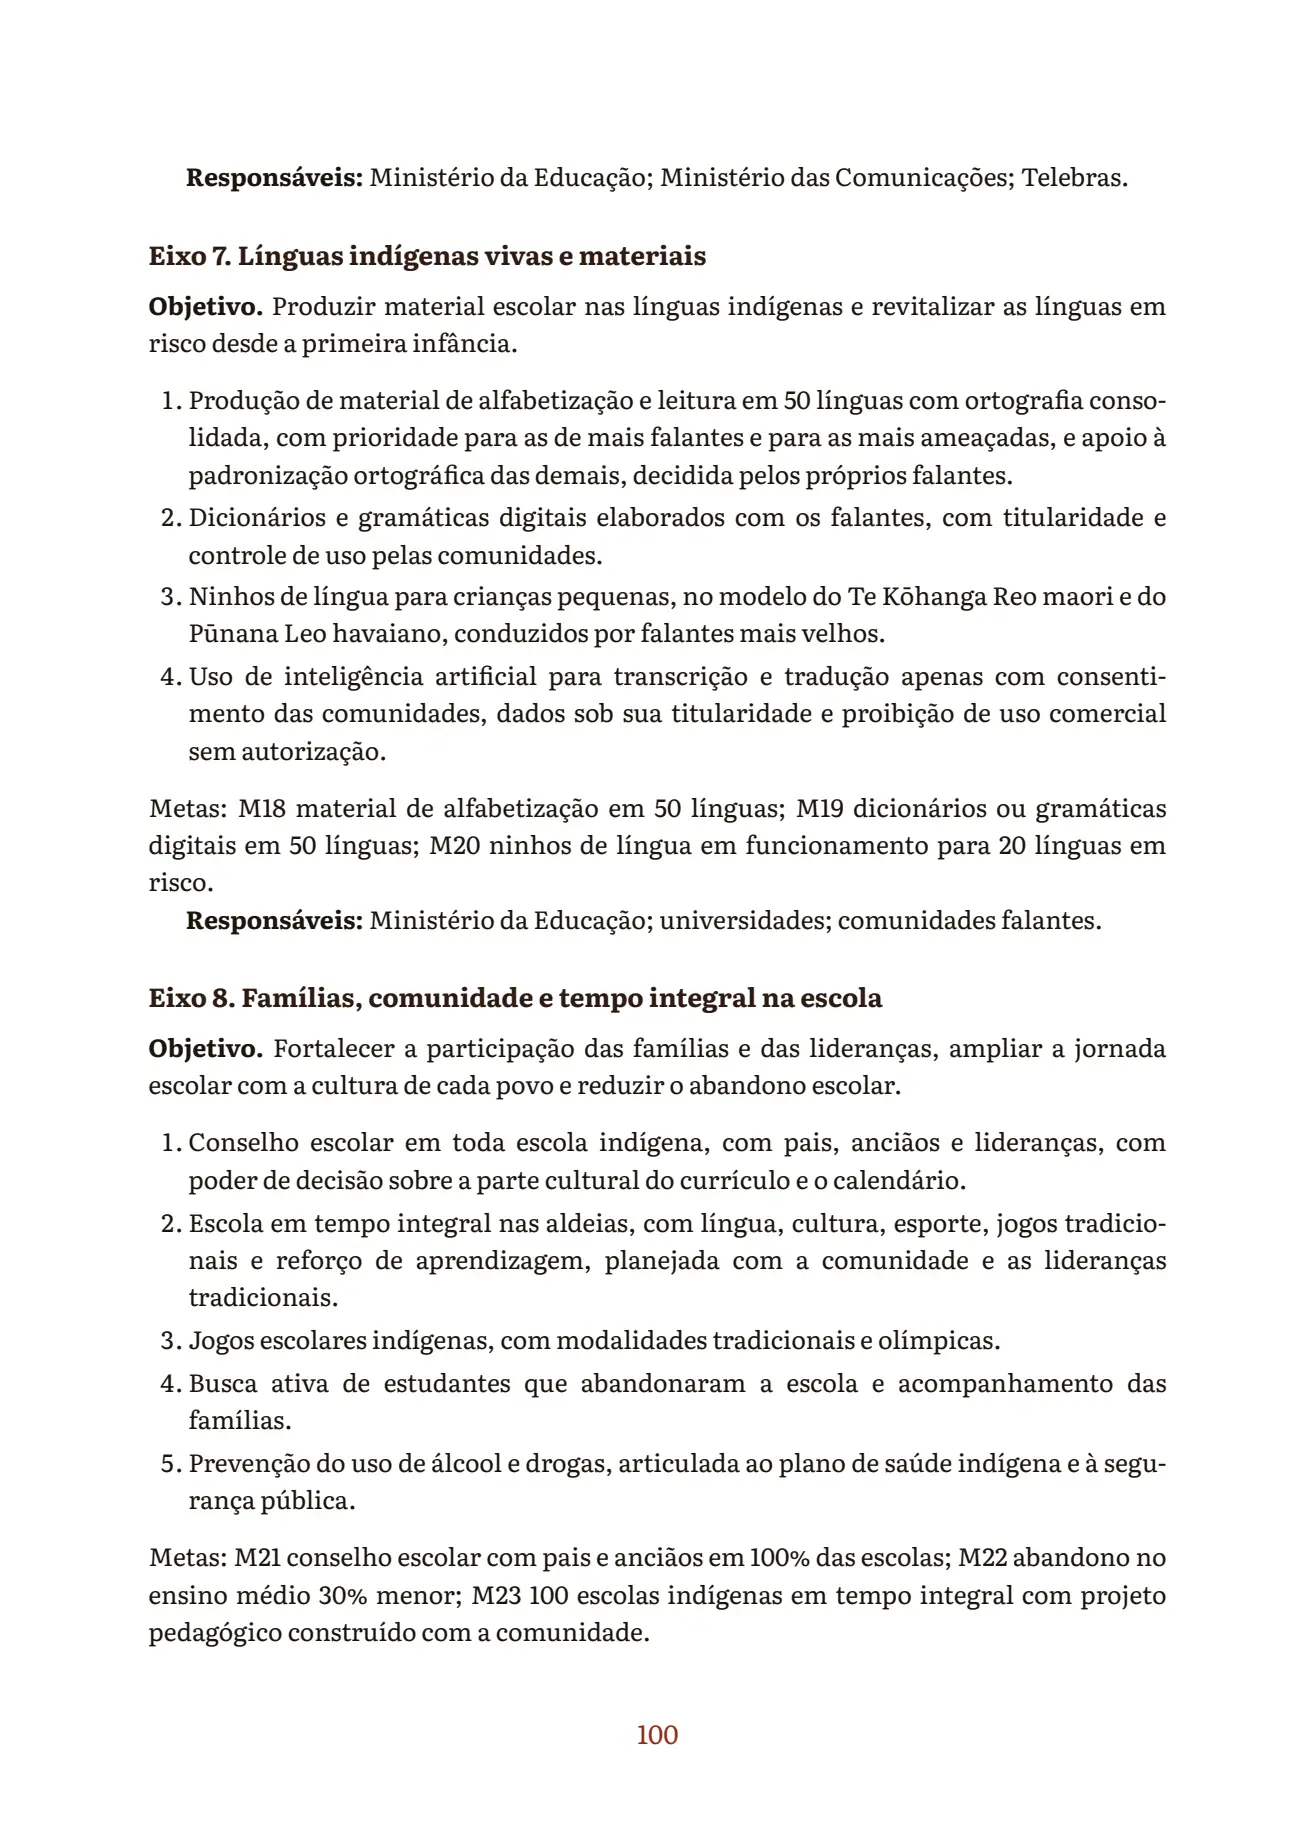 Responsáveis: Ministério da Educação; Ministério das Comunicações; Telebras.
Eixo 7. Línguas indígenas vivas e materiais
Objetivo. Produzir material escolar nas línguas indígenas e revitalizar as línguas em
risco desde a primeira infância.
1. Produção de material de alfabetização e leitura em 50 línguas com ortografia conso-
lidada, com prioridade para as de mais falantes e para as mais ameaçadas, e apoio à
padronização ortográfica das demais, decidida pelos próprios falantes.
2. Dicionários e gramáticas digitais elaborados com os falantes, com titularidade e
controle de uso pelas comunidades.
3. Ninhos de língua para crianças pequenas, no modelo do Te Kōhanga Reo maori e do
Pūnana Leo havaiano, conduzidos por falantes mais velhos.
4. Uso de inteligência artificial para transcrição e tradução apenas com consenti-
mento das comunidades, dados sob sua titularidade e proibição de uso comercial
sem autorização.
Metas: M18 material de alfabetização em 50 línguas; M19 dicionários ou gramáticas
digitais em 50 línguas; M20 ninhos de língua em funcionamento para 20 línguas em
risco.
Responsáveis: Ministério da Educação; universidades; comunidades falantes.
Eixo 8. Famílias, comunidade e tempo integral na escola
Objetivo. Fortalecer a participação das famílias e das lideranças, ampliar a jornada
escolar com a cultura de cada povo e reduzir o abandono escolar.
1. Conselho escolar em toda escola indígena, com pais, anciãos e lideranças, com
poder de decisão sobre a parte cultural do currículo e o calendário.
2. Escola em tempo integral nas aldeias, com língua, cultura, esporte, jogos tradicio-
nais e reforço de aprendizagem, planejada com a comunidade e as lideranças
tradicionais.
3. Jogos escolares indígenas, com modalidades tradicionais e olímpicas.
4. Busca ativa de estudantes que abandonaram a escola e acompanhamento das
famílias.
5. Prevenção do uso de álcool e drogas, articulada ao plano de saúde indígena e à segu-
rança pública.
Metas: M21 conselho escolar com pais e anciãos em 100% das escolas; M22 abandono no
ensino médio 30% menor; M23 100 escolas indígenas em tempo integral com projeto
pedagógico construído com a comunidade.
100